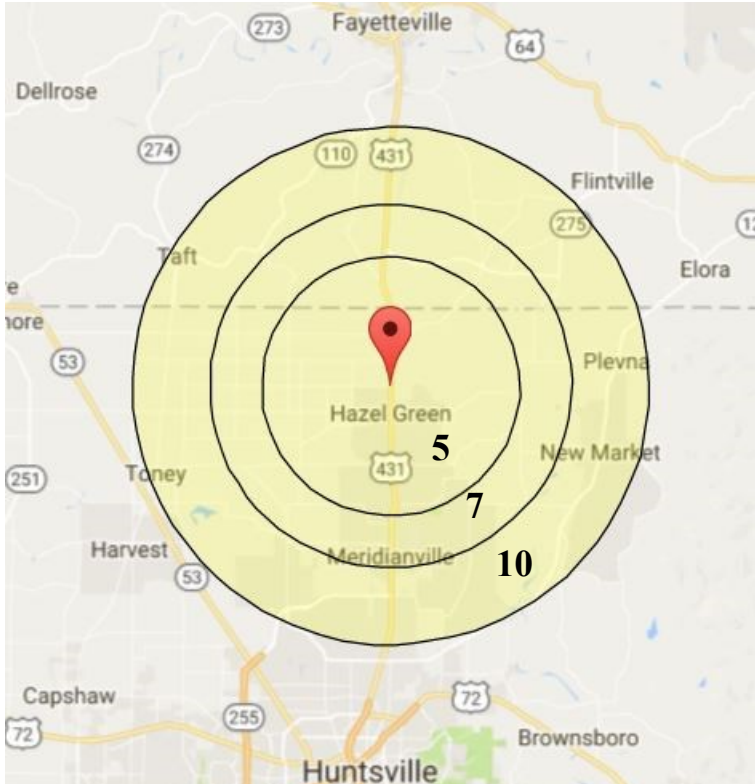 273
Fayetteville
64
Dellrose
274
110
431
Flintville
275
Taft
Elora
53
Plevna
Hazel Green
5
New Market
431
251
Toney
7
Harvest
Meridianville
10
53
Capshaw
72
255
72
Brownsboro
Huntsville